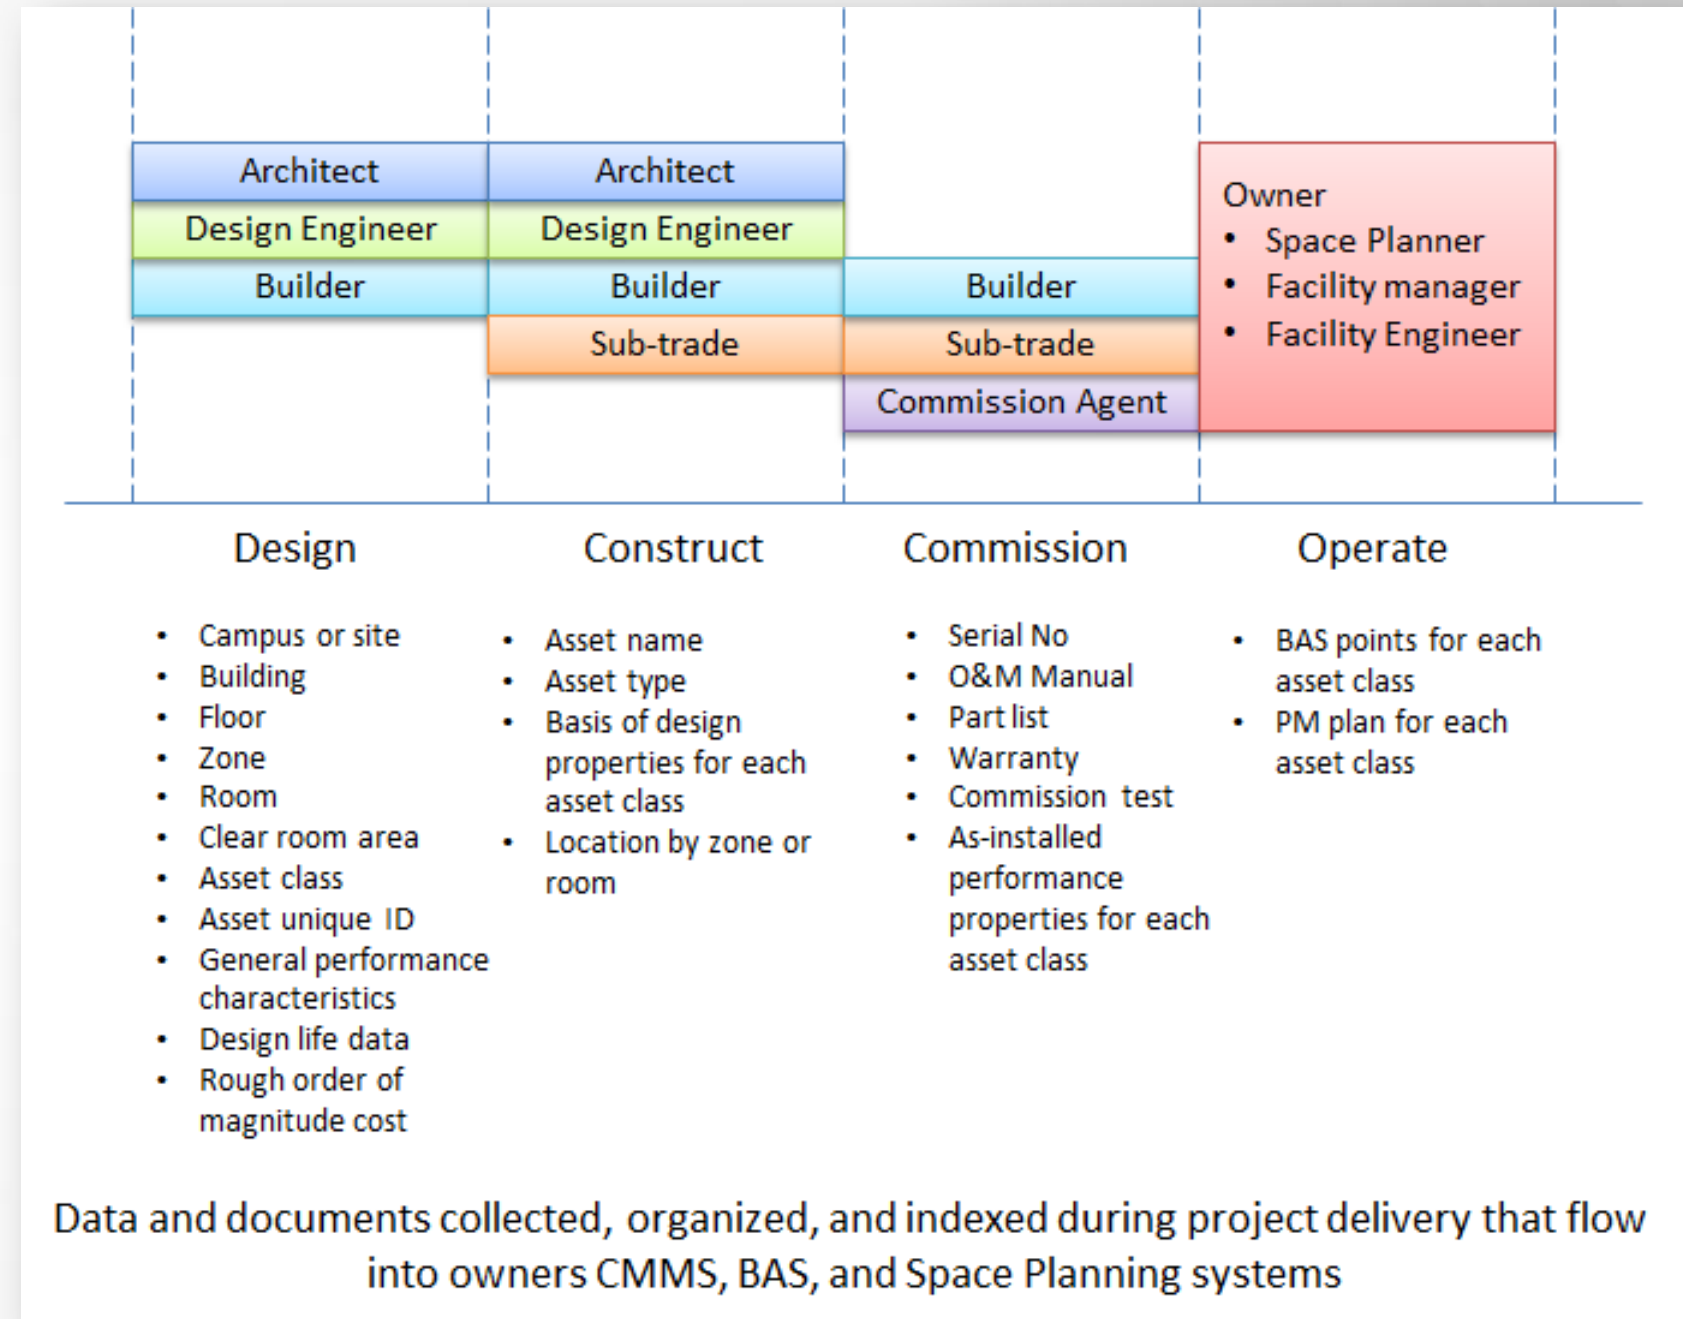 Architect
Design Engineer
Builder
Architect
Design Engineer
Builder
Sub-trade
Builder
Sub-trade
Commission Agent
Owner
• Space Planner
• Facility manager
• Facility Engineer
Design
• Campus or site
• Building
• Floor
• Zone
• Room
• Clear room area
• Asset class
• Asset unique ID
• General performance
characteristics
• Design life data
• Rough order of
magnitude cost
Construct
• Asset name
• Asset type
• Basis of design
properties for each
asset class
• Location by zone or
room
Commission
• Serial No
• O&M Manual
• Part list
• Warranty
• Commission test
• As-installed
performance
properties for each
asset class
Operate
• BAS points for each
asset class
• PM plan for each
asset class
Data and documents collected, organized, and indexed during project delivery that flow
into owners CMMS, BAS, and Space Planning systems